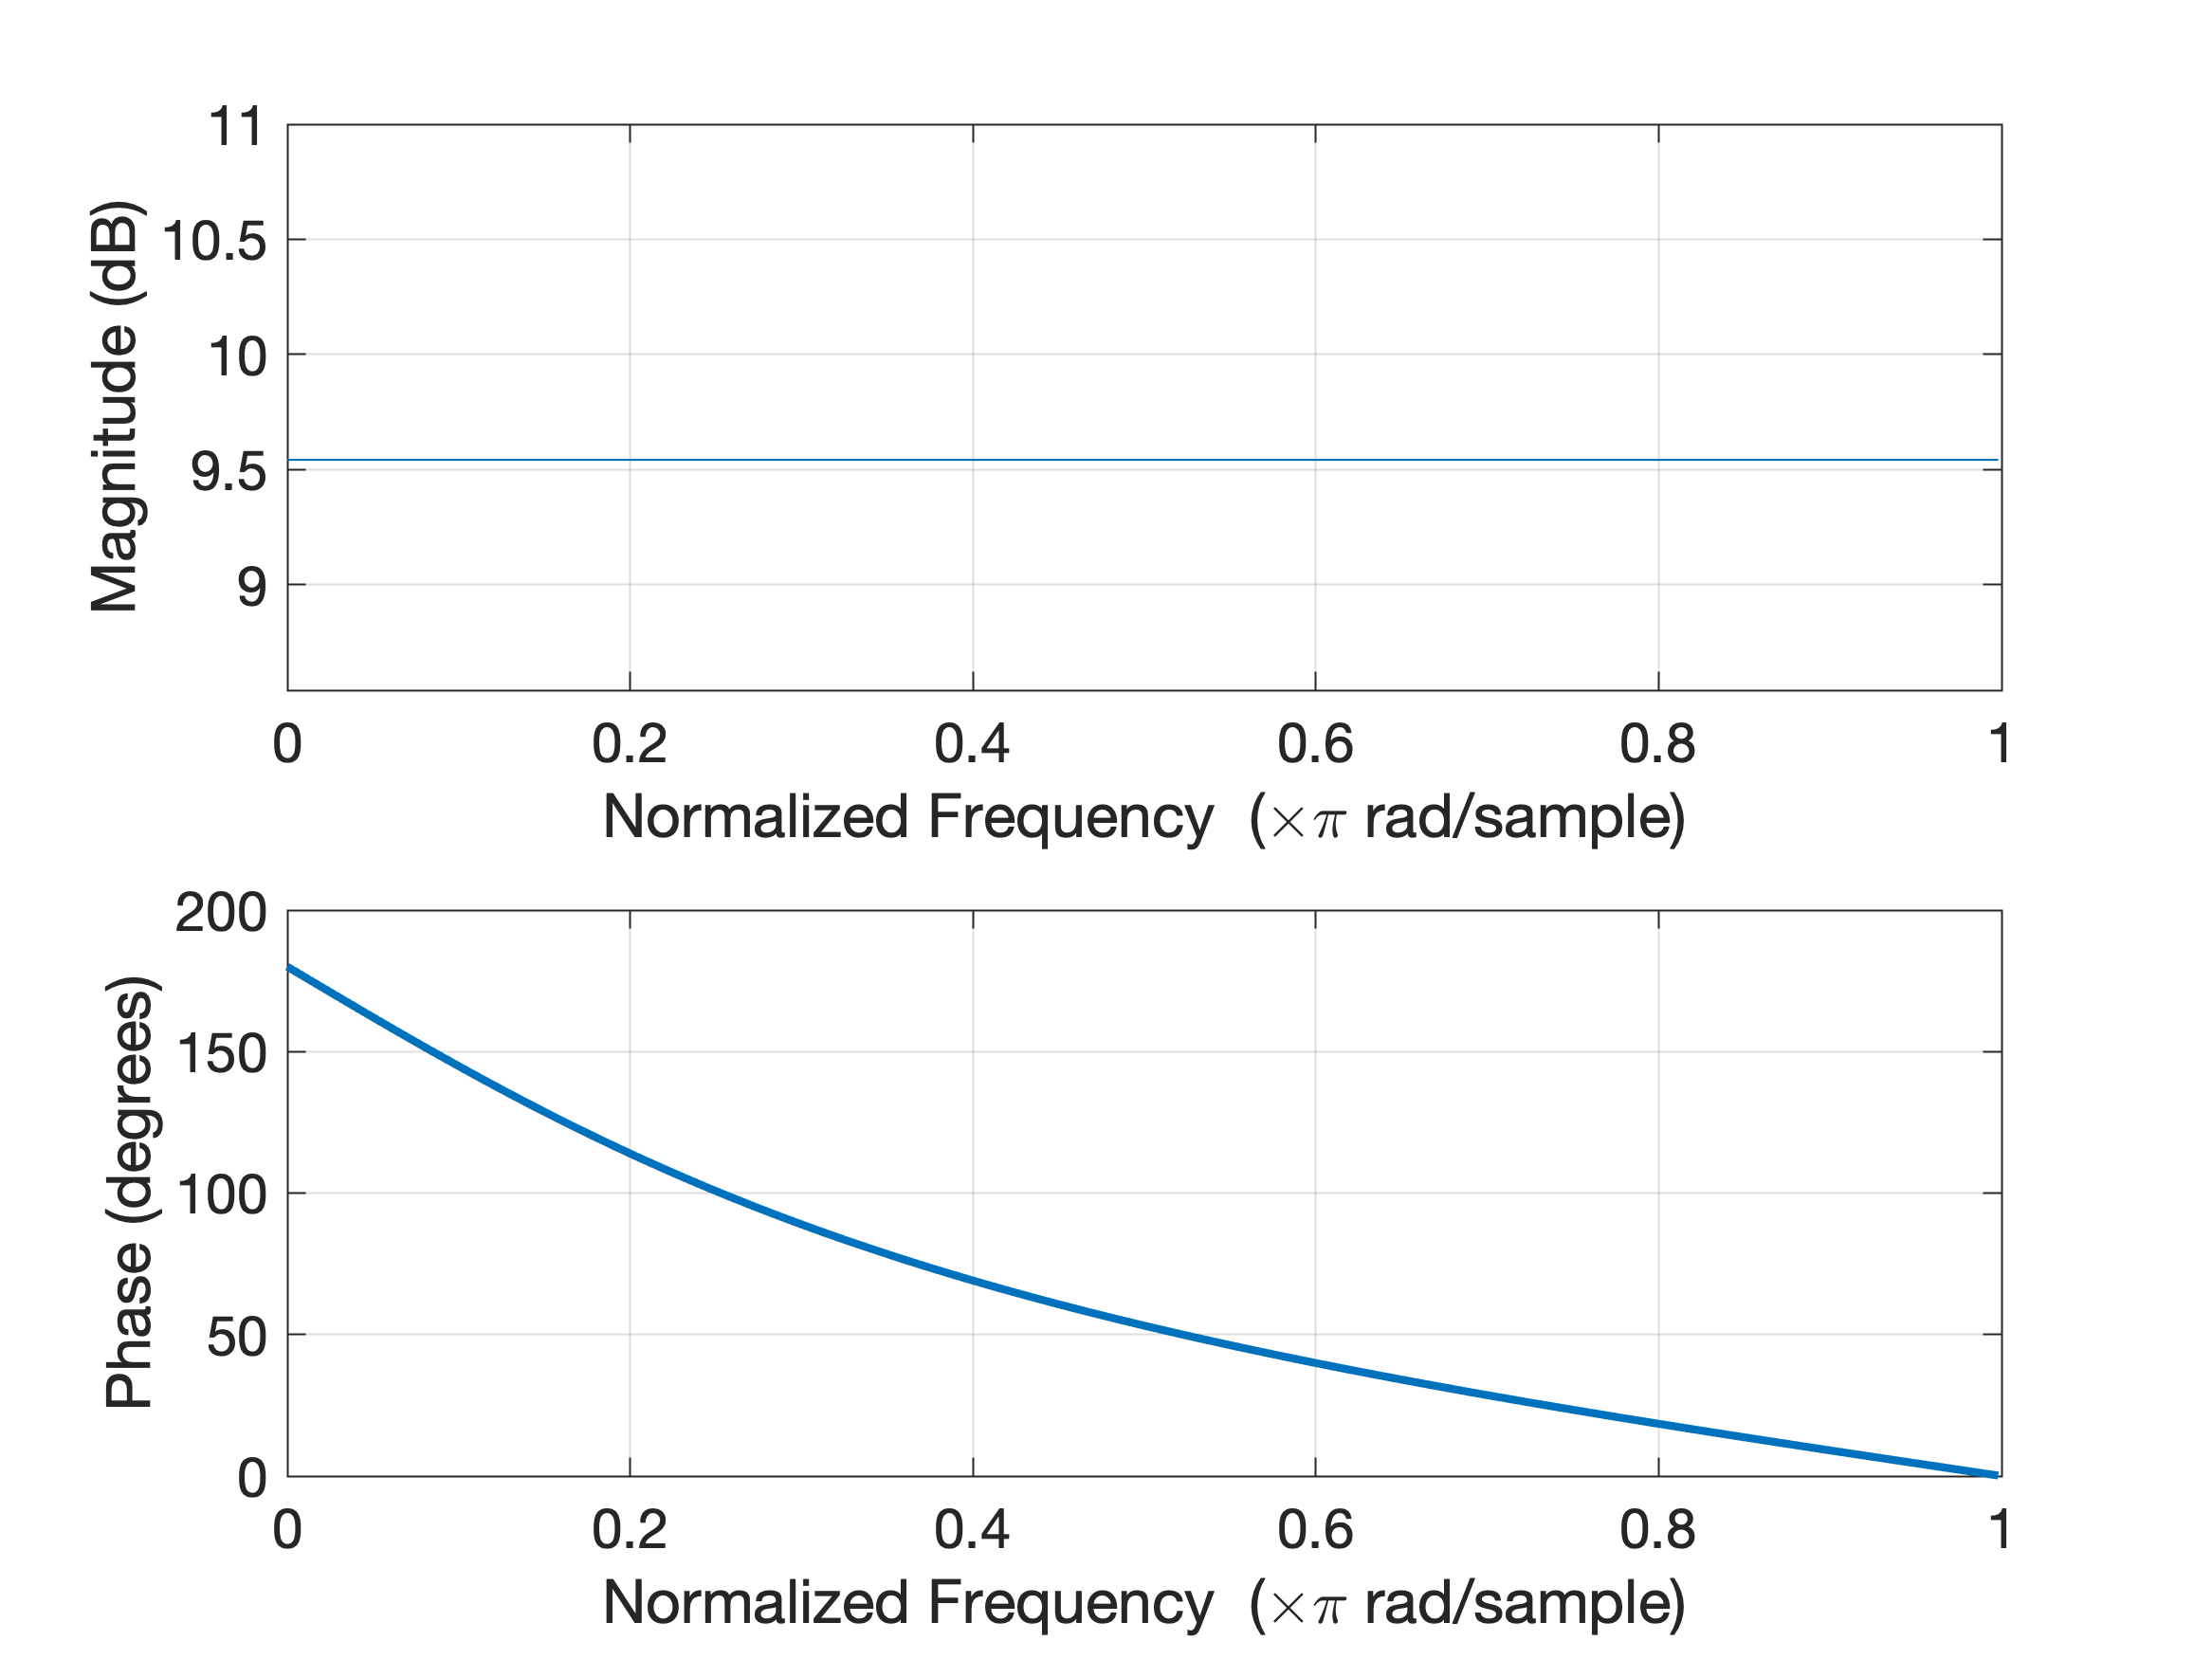 11
10.5
10
9.5
9
Magnitude (dB)
0 0.2 0.4 0.6 0.8 1
Normalized Frequency (×π rad/sample)
200
150
100
50
0
Phase (degrees)
0 0.2 0.4 0.6 0.8 1
Normalized Frequency (×π rad/sample)